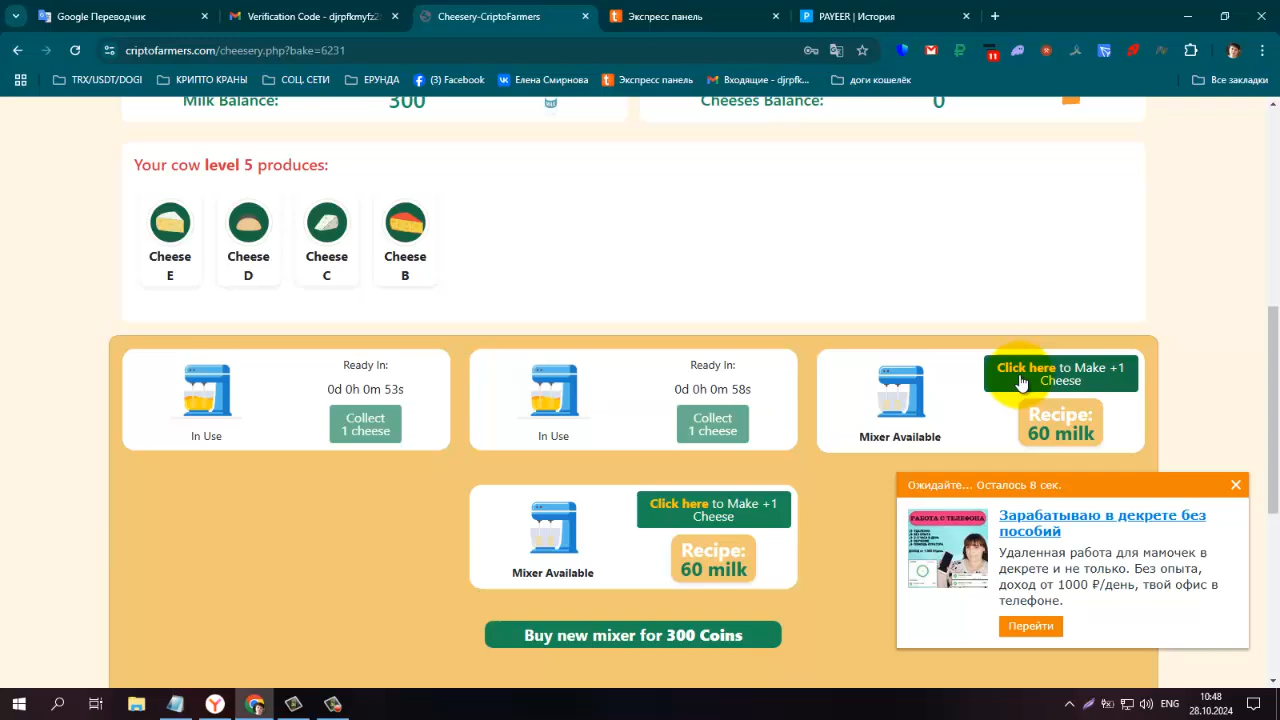 Google Переводчик
Verification Code - djrpfkmyfz2
Cheesery-CriptoFarmers
Экспресс панель
PAYEER | История
criptofarmers.com/cheesery.php?bake=6231
11
TRX/USDT/DOGI
КРИПТО КРАНЫ
СОЦ. СЕТИ
ЕРУНДА
(3) Facebook
Елена Смирнова
Экспресс панель
Входящие - djrpfk...
доги кошелёк
Все закладки
Milk Balance:
300
Cheeses Balance:
0
Your cow level 5 produces:
Cheese
E
Cheese
D
Cheese
C
Cheese
B
In Use
Ready In:
0d 0h 0m 53s
Collect
1 cheese
In Use
Ready In:
0d 0h 0m 58s
Collect
1 cheese
Mixer Available
Click here to Make +1
Cheese
Recipe:
60 milk
Mixer Available
Click here to Make +1
Cheese
Recipe:
60 milk
Buy new mixer for 300 Coins
Ожидайте... Осталось 8 сек.
РАБОТА С ТЕЛЕФОНА
Зарабатываю в декрете без
пособий
Удаленная работа для мамочек в
декрете и не только. Без опыта,
доход от 1000 ₽/день, твой офис в
телефоне.
Перейти
10:48
28.10.2024